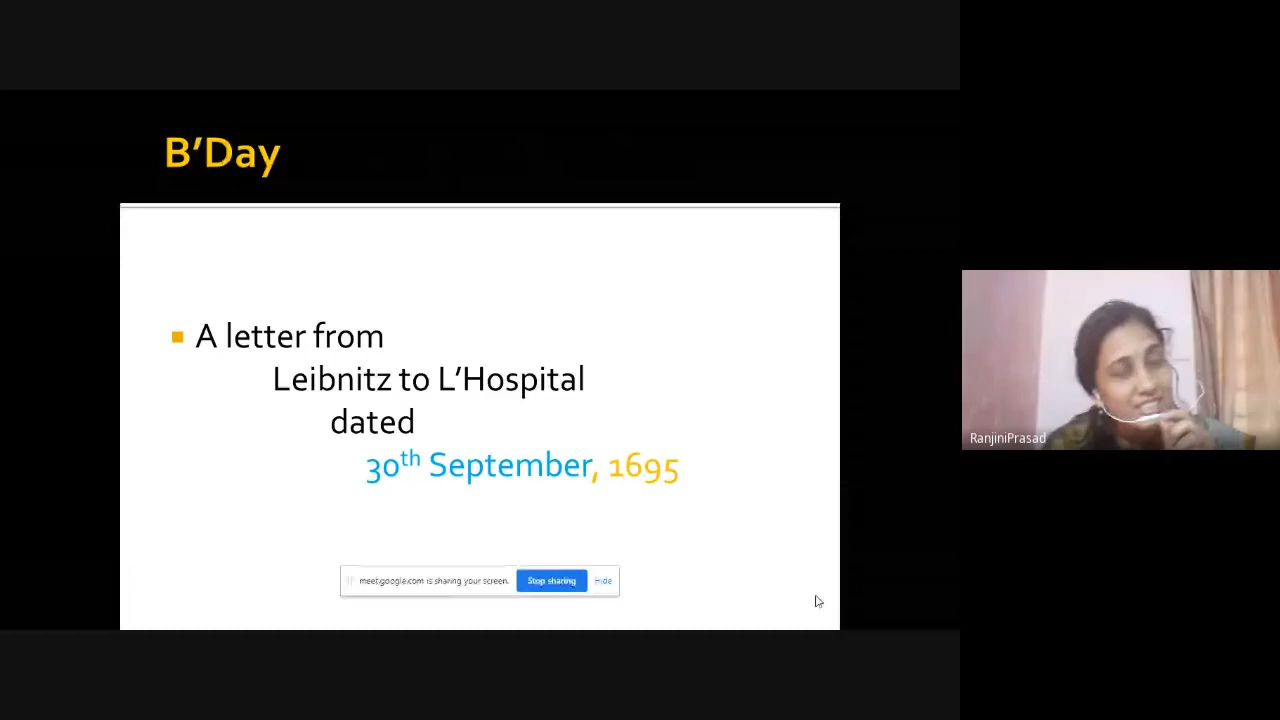 B'Day
A letter from
Leibnitz to L'Hospital
dated
30th September, 1695
meet.google.com is sharing your screen.
Stop sharing
Hide
RanjiniPrasad